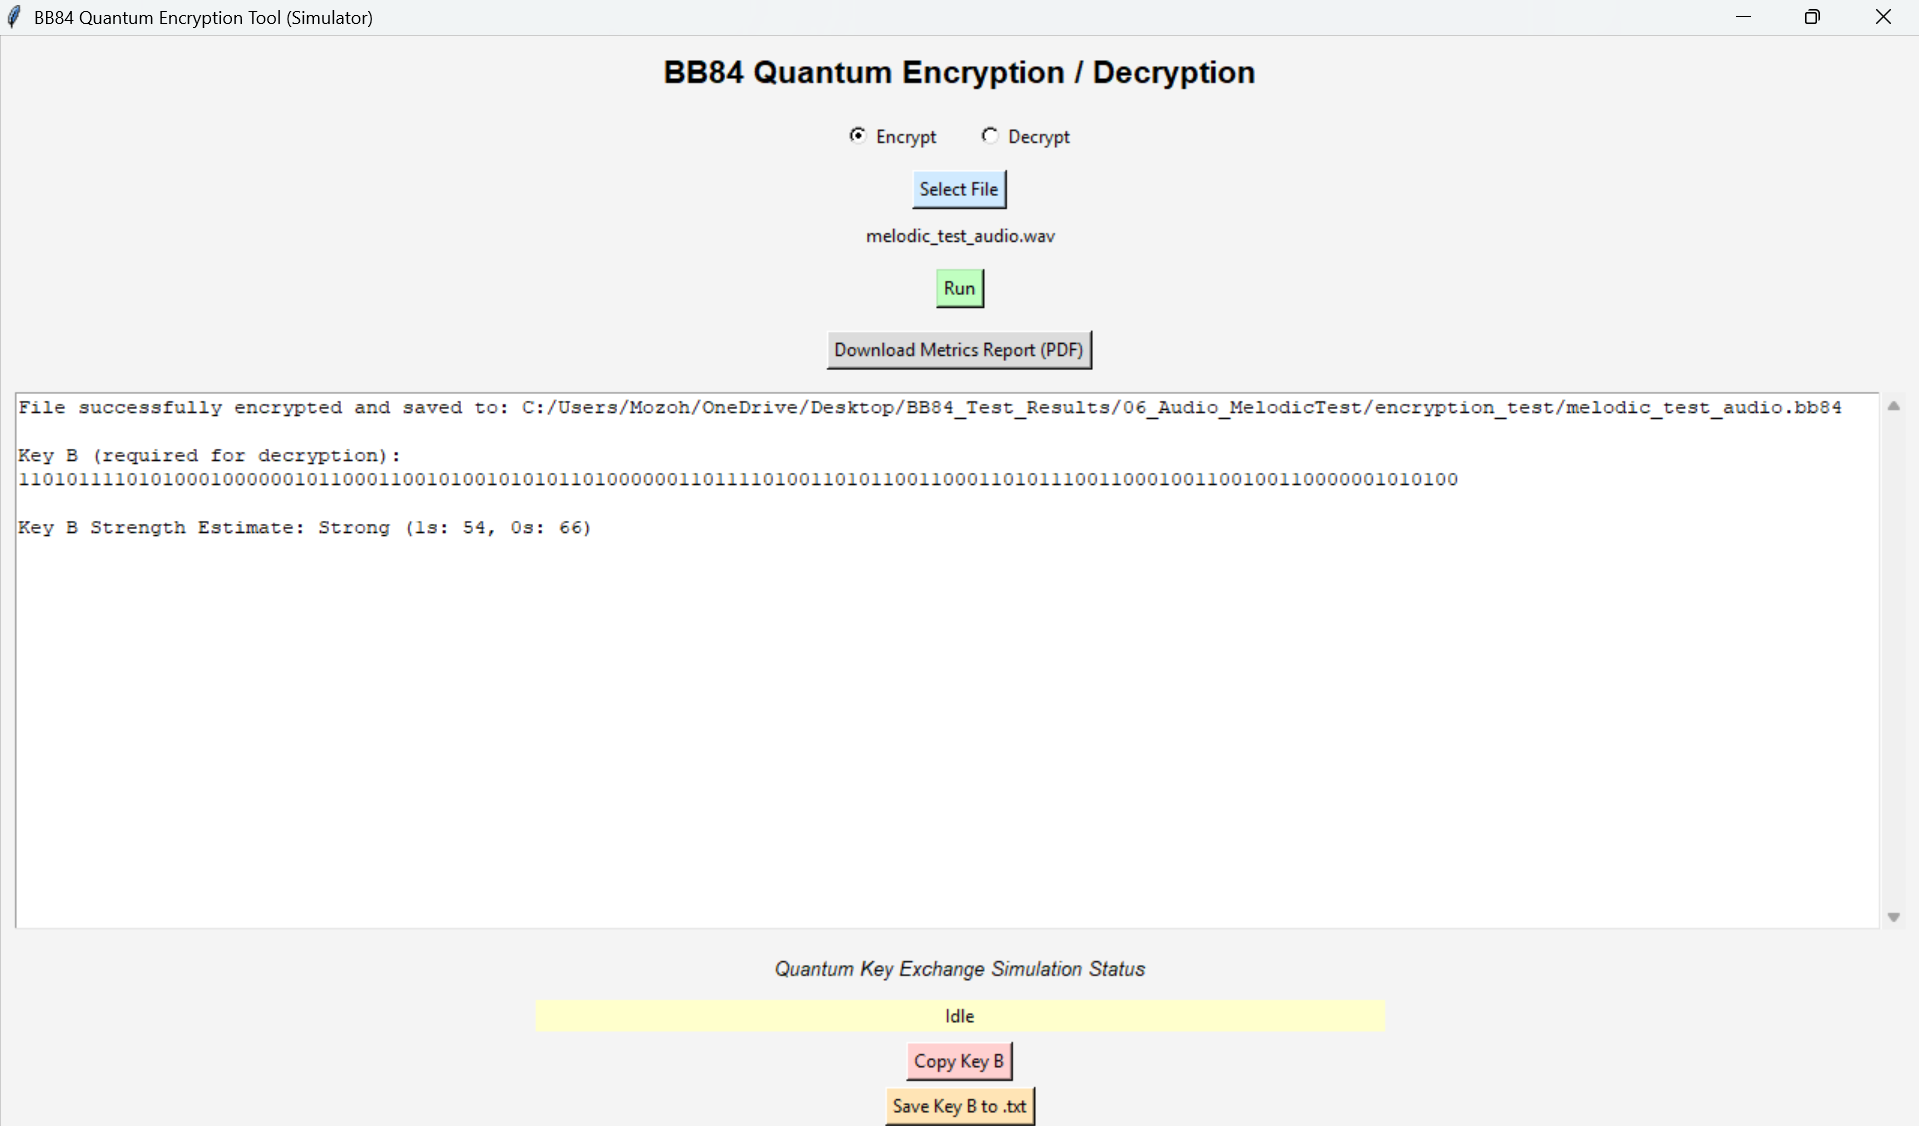 BB84 Quantum Encryption Tool (Simulator)
BB84 Quantum Encryption / Decryption
Encrypt Decrypt
Select File
melodic_test_audio.wav
Run
Download Metrics Report (PDF)
File successfully encrypted and saved to: C:/Users/Mozoh/OneDrive/Desktop/BB84_Test_Results/06_Audio_MelodicTest/encryption_test/melodic_test_audio.bb84
Key B (required for decryption):
110101111010100010000001011000110010100101010110100000011011110100110101100110001101011100110001001100100110000001010100
Key B Strength Estimate: Strong (1s: 54, 0s: 66)
Quantum Key Exchange Simulation Status
Idle
Copy Key B
Save Key B to .txt